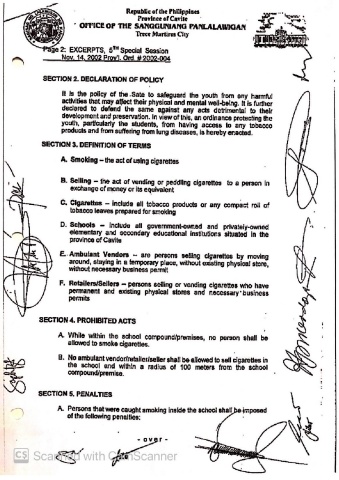 Republic of the Philippines
Province of Cavite
OFFICE OF THE SANGGUNIANG PANLALAWIGAN
Trece Martires City
Page 2: EXCERPTS, 5TH Special Session
Nov. 14, 2002 Prov'l. Ord # 2002-004
SECTION 2. DECLARATION OF POLICY
It is the policy of the Sate to safeguard the youth from any harmful
activities that may affect their physical and mental well-being. It is further
declared to defend the same against any acts detrimental to their
development and preservation. In view of this, an ordinance protecting the
youth, particularly the students, from having access to any tobacco
products and from suffering from lung diseases, is hereby enacted.
SECTION 3. DEFINITION OF TERMS
A. Smoking – the act of using cigarettes
B. Selling – the act of vending or peddling cigarettes to a person in
exchange of money or its equivalent
C. Cigarettes – include all tobacco products or any compact roll of
tobacco leaves prepared for smoking
D. Schools – include all government-owned and privately-owned
elementary and secondary educational institutions situated in the
province of Cavite
E. Ambulant Vendors – are persons selling cigarettes by moving
around, staying in a temporary place, without existing physical store,
without necessary business permit
F. Retailers/Sellers – persons selling or vending cigarettes who have
permanent and existing physical stores and necessary business
permits
SECTION 4. PROHIBITED ACTS
A. While within the school compound/premises, no person shall be
allowed to smoke cigarettes.
B. No ambulant vendor/retailer/seller shall be allowed to sell cigarettes in
the school and within a radius of 100 meters from the school
compound/premise.
SECTION 5. PENALTIES
A. Persons that were caught smoking inside the school shall be imposed
of the following penalties:
- over -
CS Scanned with CamScanner